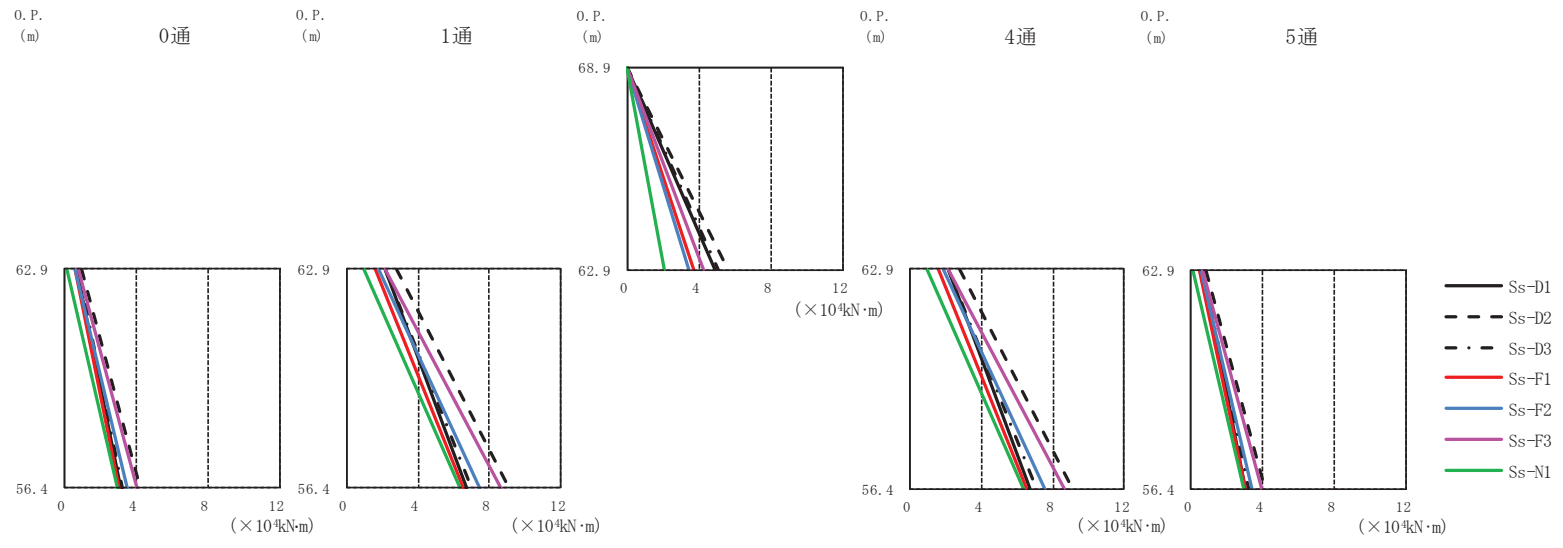 O.P.
(m)
0通
62.9
56.4
0 4 8 12
(×10⁴kN·m)
O.P.
(m)
1通
62.9
56.4
0 4 8 12
(×10⁴kN·m)
O.P.
(m)
68.9
62.9
0 4 8 12
(×10⁴kN·m)
O.P.
(m)
4通
62.9
56.4
0 4 8 12
(×10⁴kN·m)
O.P.
(m)
5通
62.9
56.4
0 4 8 12
(×10⁴kN·m)
Ss-D1
Ss-D2
Ss-D3
Ss-F1
Ss-F2
Ss-F3
Ss-N1